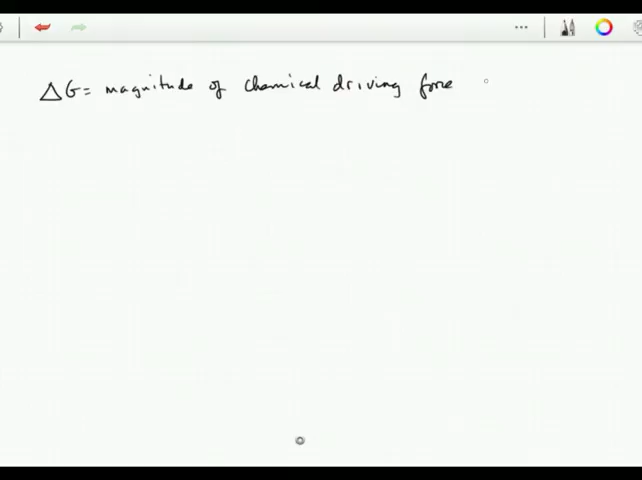 ΔG = magnitude of chemical driving force